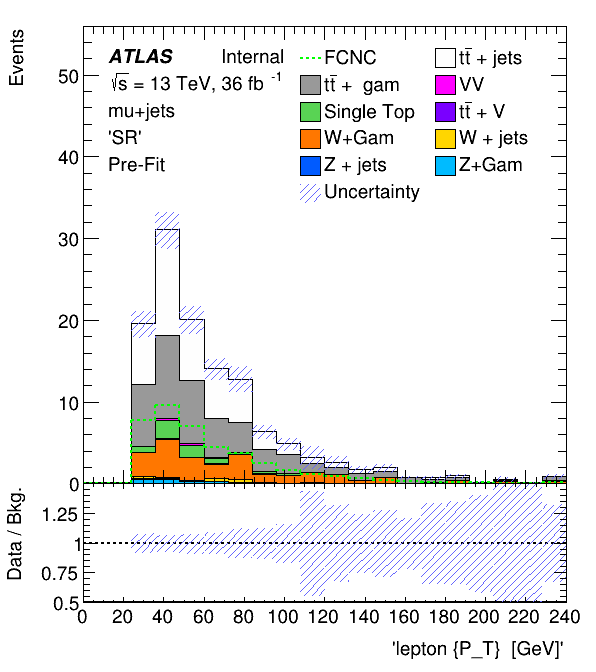 Events
ATLAS Internal
√s = 13 TeV, 36 fb -1
mu+jets
'SR'
Pre-Fit
FCNC
tt̄ + jets
tt̄ + gam
VV
Single Top
tt̄ + V
W+Gam
W + jets
Z + jets
Z+Gam
Uncertainty
50
40
30
20
10
0
Data / Bkg.
1.25
1
0.75
0.5
0 20 40 60 80 100 120 140 160 180 200 220 240
'lepton {P_T} [GeV]'